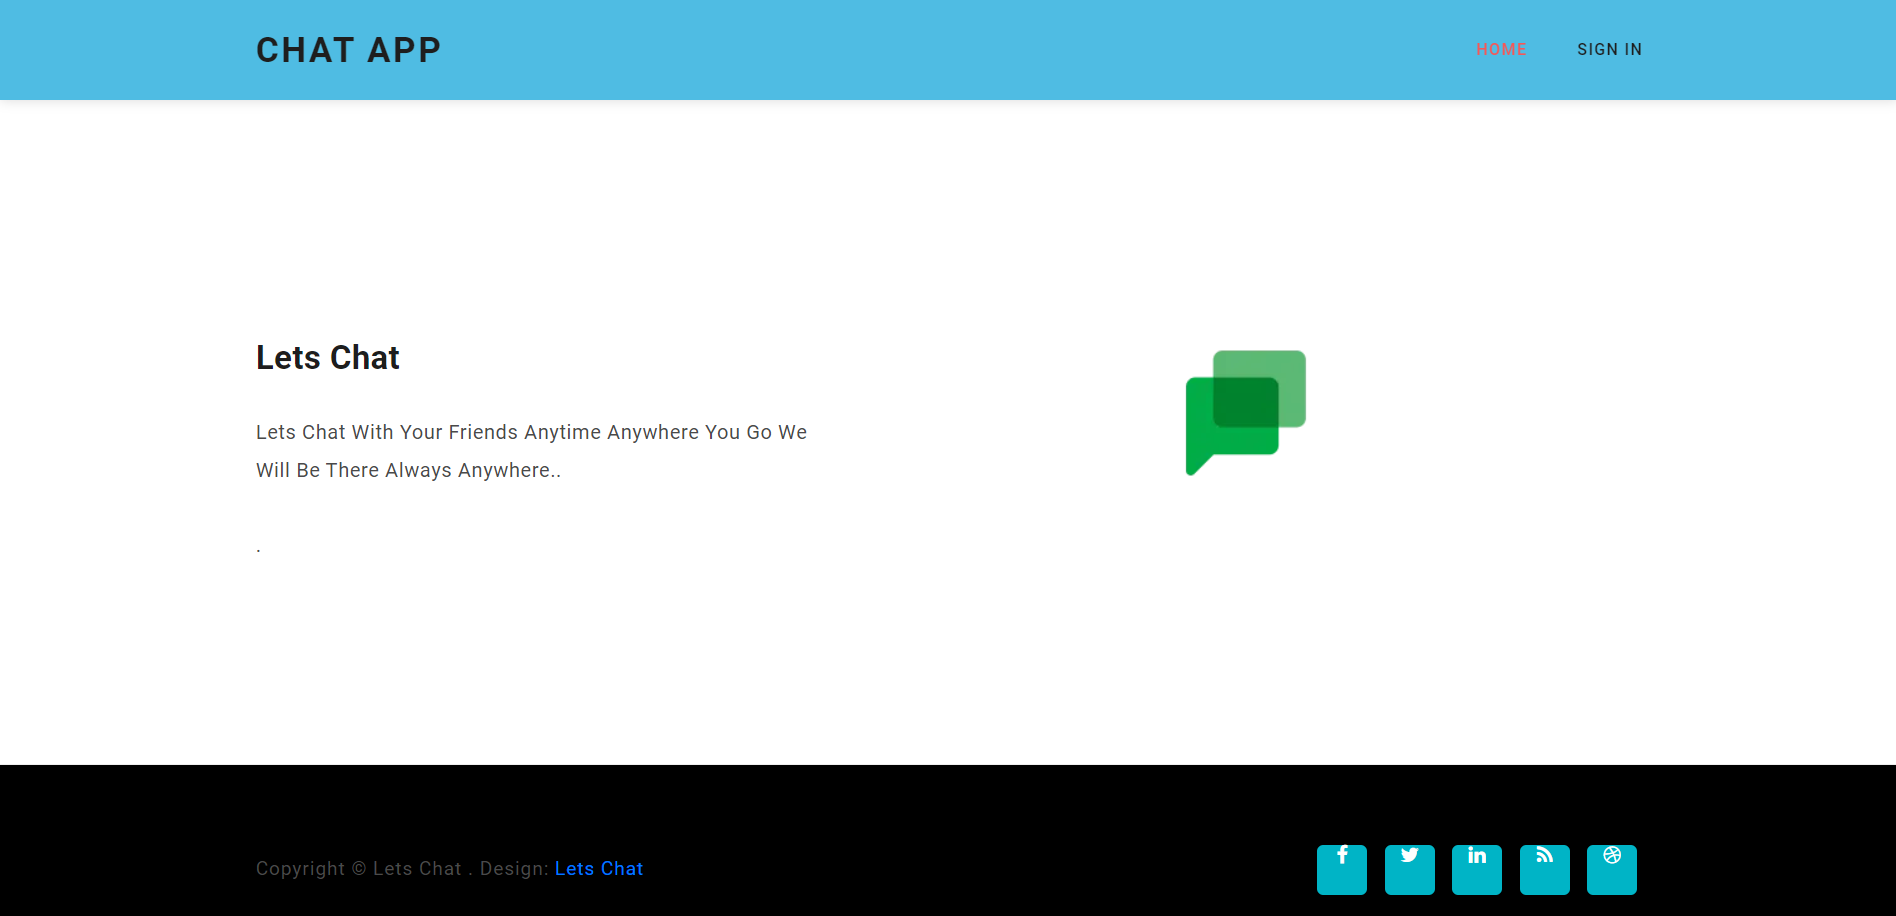 CHAT APP
HOME
SIGN IN
Lets Chat
Lets Chat With Your Friends Anytime Anywhere You Go We
Will Be There Always Anywhere..
.
Copyright © Lets Chat . Design: Lets Chat